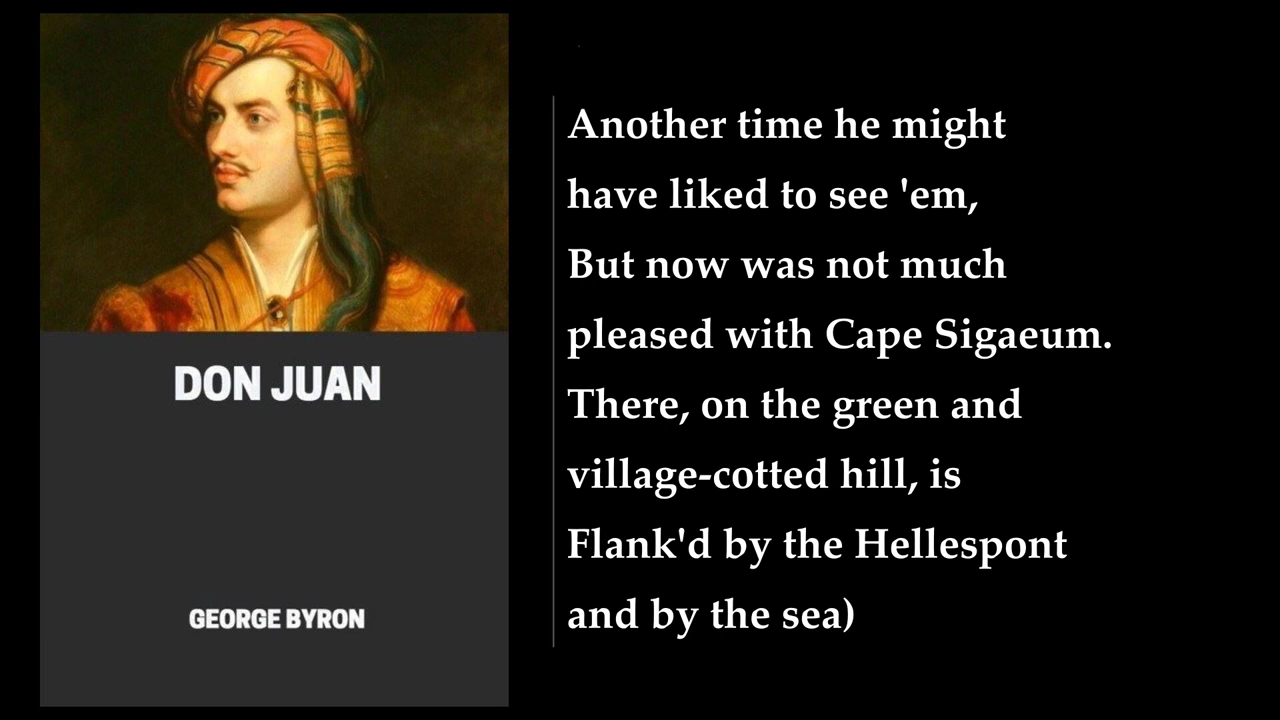 DON JUAN
GEORGE BYRON
Another time he might
have liked to see 'em,
But now was not much
pleased with Cape Sigaeum.
There, on the green and
village-cotted hill, is
Flank'd by the Hellespont
and by the sea)